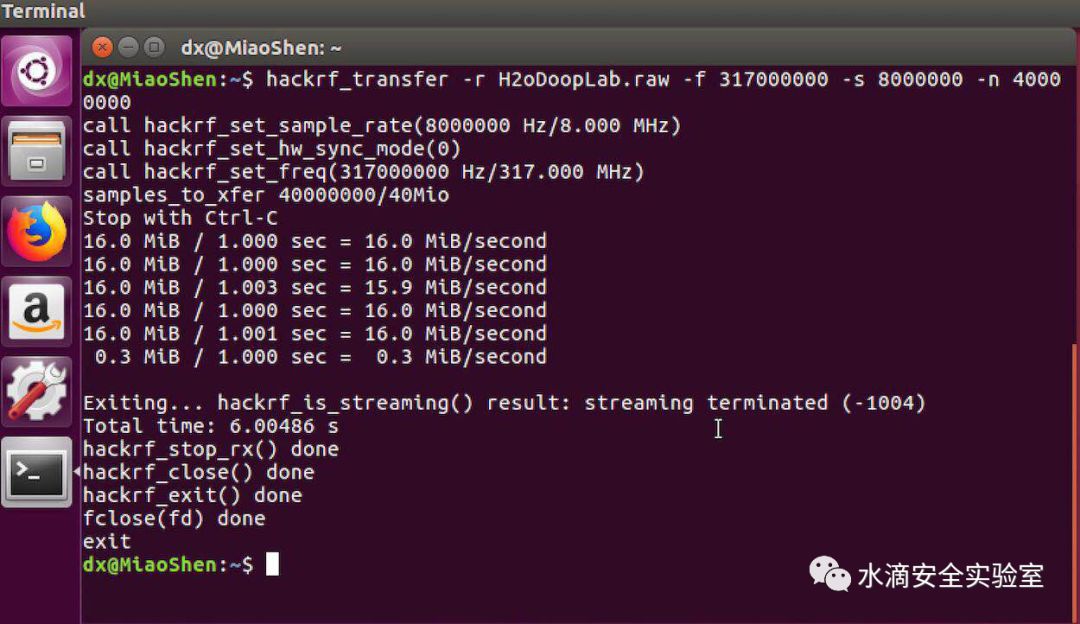 Terminal
dx@MiaoShen: ~
dx@MiaoShen:~$ hackrf_transfer -r H2oDoopLab.raw -f 317000000 -s 8000000 -n 4000
0000
call hackrf_set_sample_rate(8000000 Hz/8.000 MHz)
call hackrf_set_hw_sync_mode(0)
call hackrf_set_freq(317000000 Hz/317.000 MHz)
samples_to_xfer 40000000/40Mio
Stop with Ctrl-C
16.0 MiB / 1.000 sec = 16.0 MiB/second
16.0 MiB / 1.000 sec = 16.0 MiB/second
16.0 MiB / 1.003 sec = 15.9 MiB/second
16.0 MiB / 1.000 sec = 16.0 MiB/second
16.0 MiB / 1.001 sec = 16.0 MiB/second
 0.3 MiB / 1.000 sec =  0.3 MiB/second
Exiting... hackrf_is_streaming() result: streaming terminated (-1004)
Total time: 6.00486 s
hackrf_stop_rx() done
hackrf_close() done
hackrf_exit() done
fclose(fd) done
exit
dx@MiaoShen:~$
水滴安全实验室